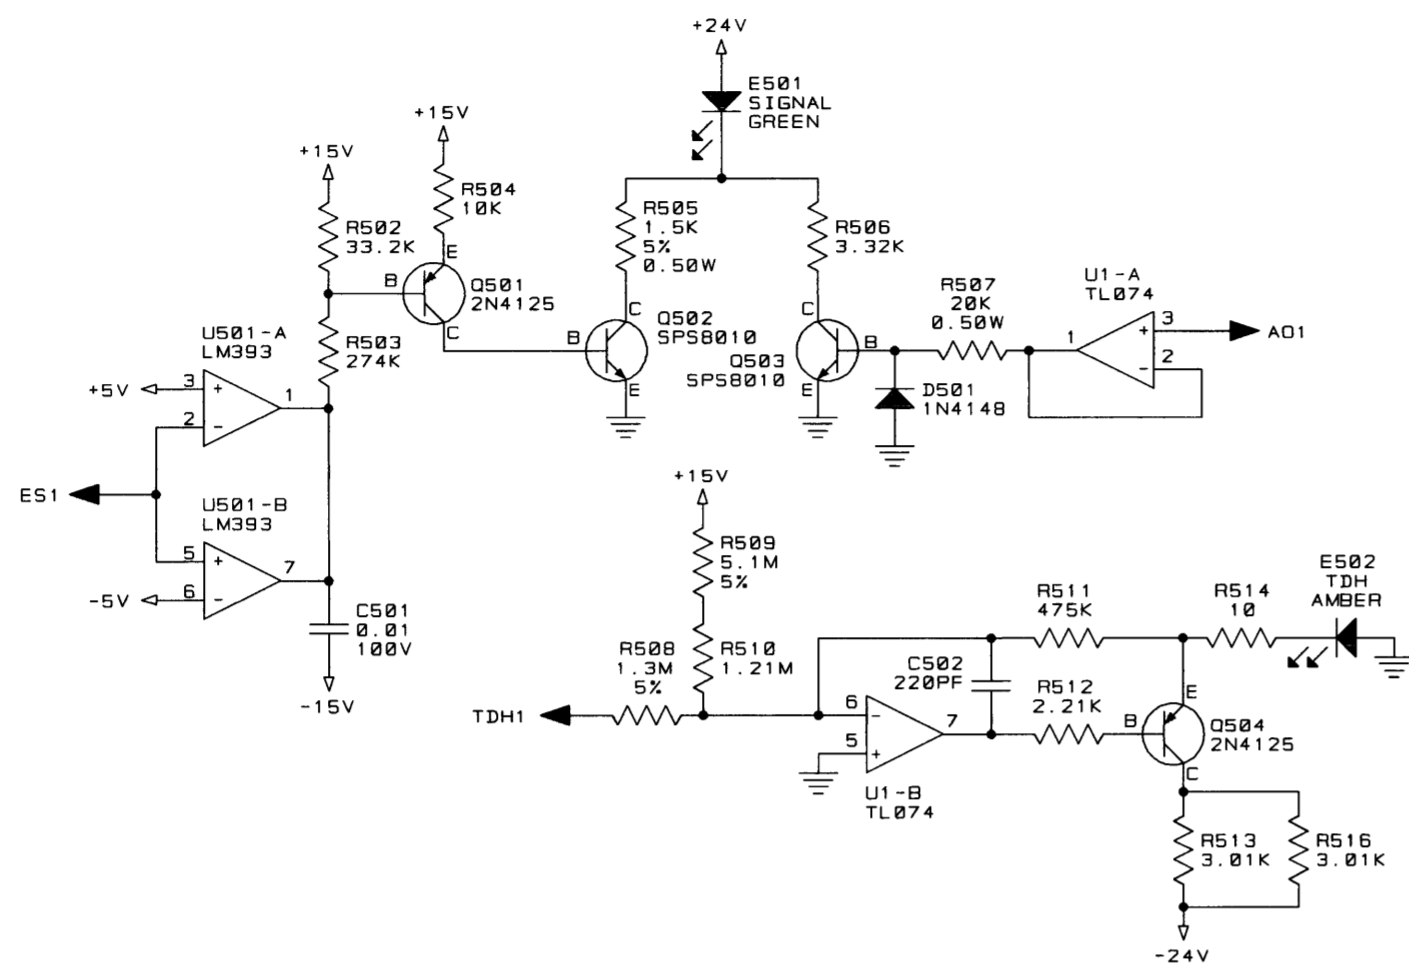 +24V
E501
SIGNAL
GREEN
+15V
R504
10K
+15V
R502
33.2K
E
B
Q501
2N4125
C
R505
1.5K
5%
0.50W
R506
3.32K
C
B
Q502
SPS8010
E
C
B
Q503
SPS8010
E
R507
20K
0.50W
U1-A
TL074
1
+
3
-
2
AO1
D501
1N4148
U501-A
LM393
+5V
3
+
2
-
1
R503
274K
ES1
U501-B
LM393
5
+
-5V
6
-
7
C501
0.01
100V
-15V
+15V
R509
5.1M
5%
R508
1.3M
5%
R510
1.21M
TDH1
6
-
5
+
7
U1-B
TL074
C502
220PF
R511
475K
R512
2.21K
R514
10
E502
TDH
AMBER
E
B
Q504
2N4125
C
R513
3.01K
R516
3.01K
-24V